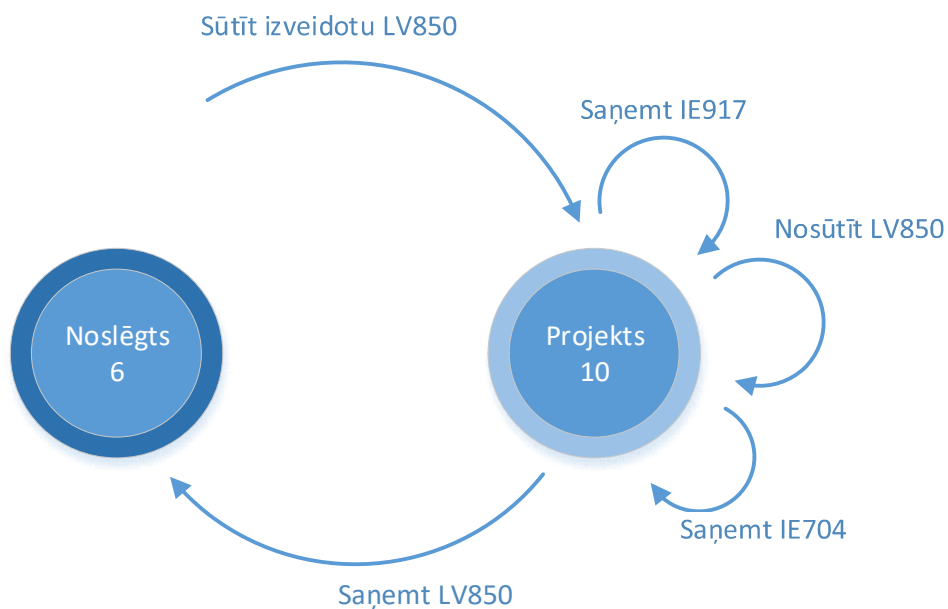 Sūtīt izveidotu LV850
Saņemt IE917
Nosūtīt LV850
Noslēgts
6
Projekts
10
Saņemt IE704
Saņemt LV850